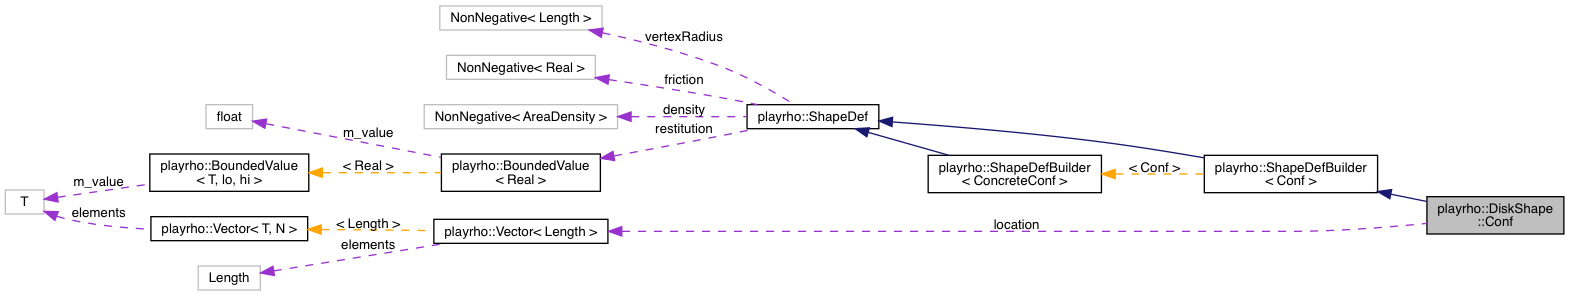 NonNegative< Length >
vertexRadius
NonNegative< Real >
friction
float
NonNegative< AreaDensity >
density
playrho::ShapeDef
m_value
restitution
playrho::BoundedValue
< T, lo, hi >
< Real >
playrho::BoundedValue
< Real >
playrho::ShapeDefBuilder
< ConcreteConf >
< Conf >
playrho::ShapeDefBuilder
< Conf >
m_value
T
elements
playrho::Vector< T, N >
< Length >
playrho::Vector< Length >
location
playrho::DiskShape
::Conf
elements
Length